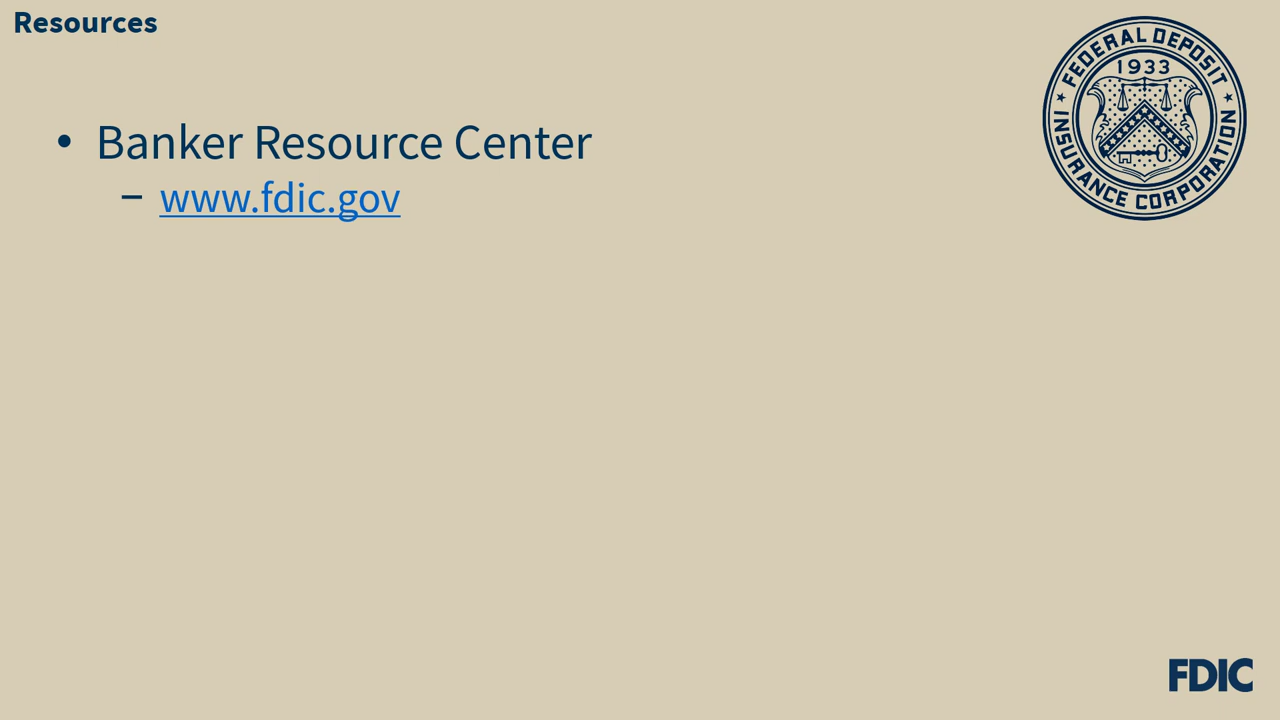 Resources
FEDERAL DEPOSIT
INSURANCE CORPORATION
1933
• Banker Resource Center
– www.fdic.gov
FDIC